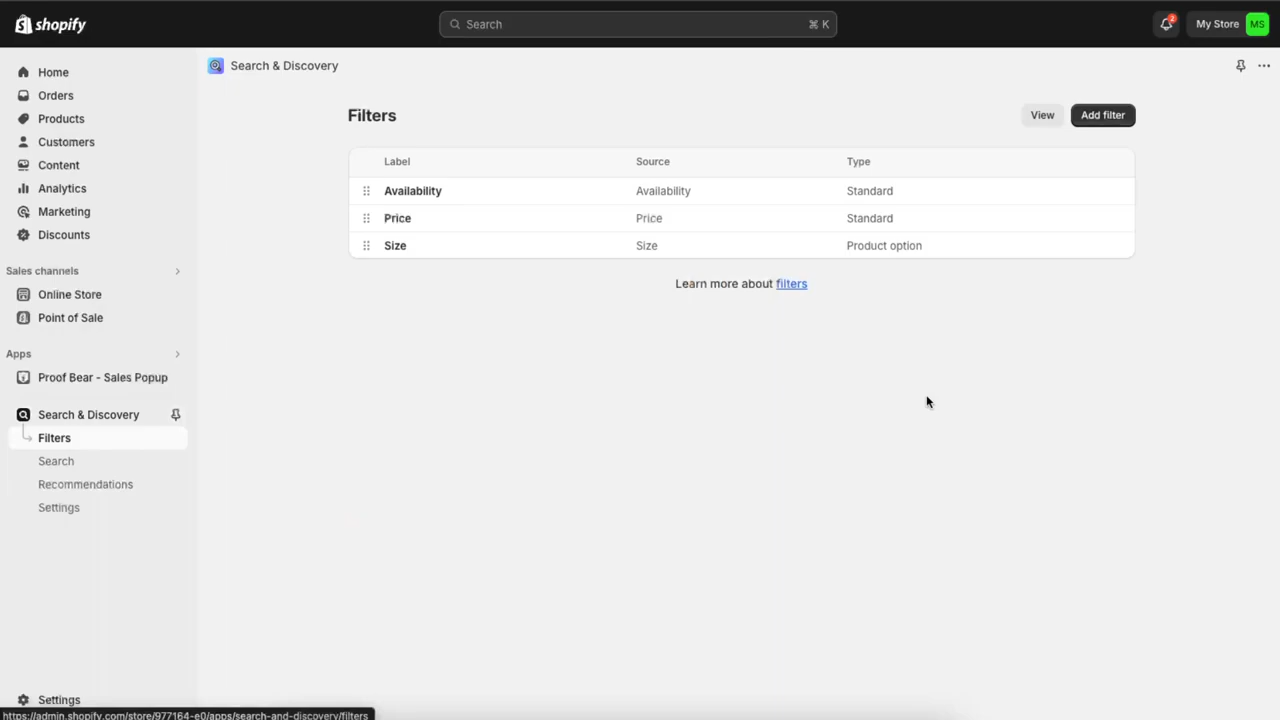 shopify
Search ⌘ K
2
My Store MS
Home
Orders
Products
Customers
Content
Analytics
Marketing
Discounts
Sales channels
Online Store
Point of Sale
Apps
Proof Bear - Sales Popup
Search & Discovery
Filters
Search
Recommendations
Settings
Settings
https://admin.shopify.com/store/977164-e0/apps/search-and-discovery/filters
Search & Discovery
Filters
View
Add filter
Label Source Type
Availability Availability Standard
Price Price Standard
Size Size Product option
Learn more about filters